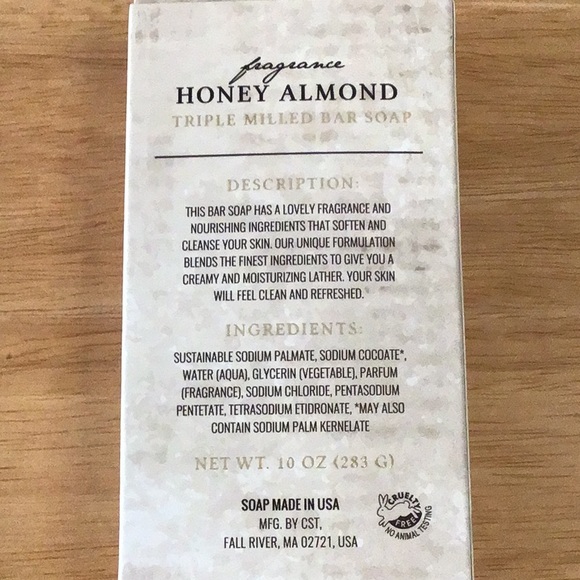 fragrance
HONEY ALMOND
TRIPLE MILLED BAR SOAP
DESCRIPTION:
THIS BAR SOAP HAS A LOVELY FRAGRANCE AND
NOURISHING INGREDIENTS THAT SOFTEN AND
CLEANSE YOUR SKIN. OUR UNIQUE FORMULATION
BLENDS THE FINEST INGREDIENTS TO GIVE YOU A
CREAMY AND MOISTURIZING LATHER. YOUR SKIN
WILL FEEL CLEAN AND REFRESHED.
INGREDIENTS:
SUSTAINABLE SODIUM PALMATE, SODIUM COCOATE*,
WATER (AQUA), GLYCERIN (VEGETABLE), PARFUM
(FRAGRANCE), SODIUM CHLORIDE, PENTASODIUM
PENTETATE, TETRASODIUM ETIDRONATE, *MAY ALSO
CONTAIN SODIUM PALM KERNELATE
NET WT. 10 OZ (283 G)
SOAP MADE IN USA
MFG. BY CST,
FALL RIVER, MA 02721, USA
CRUELTY
FREE
NO ANIMAL TESTING